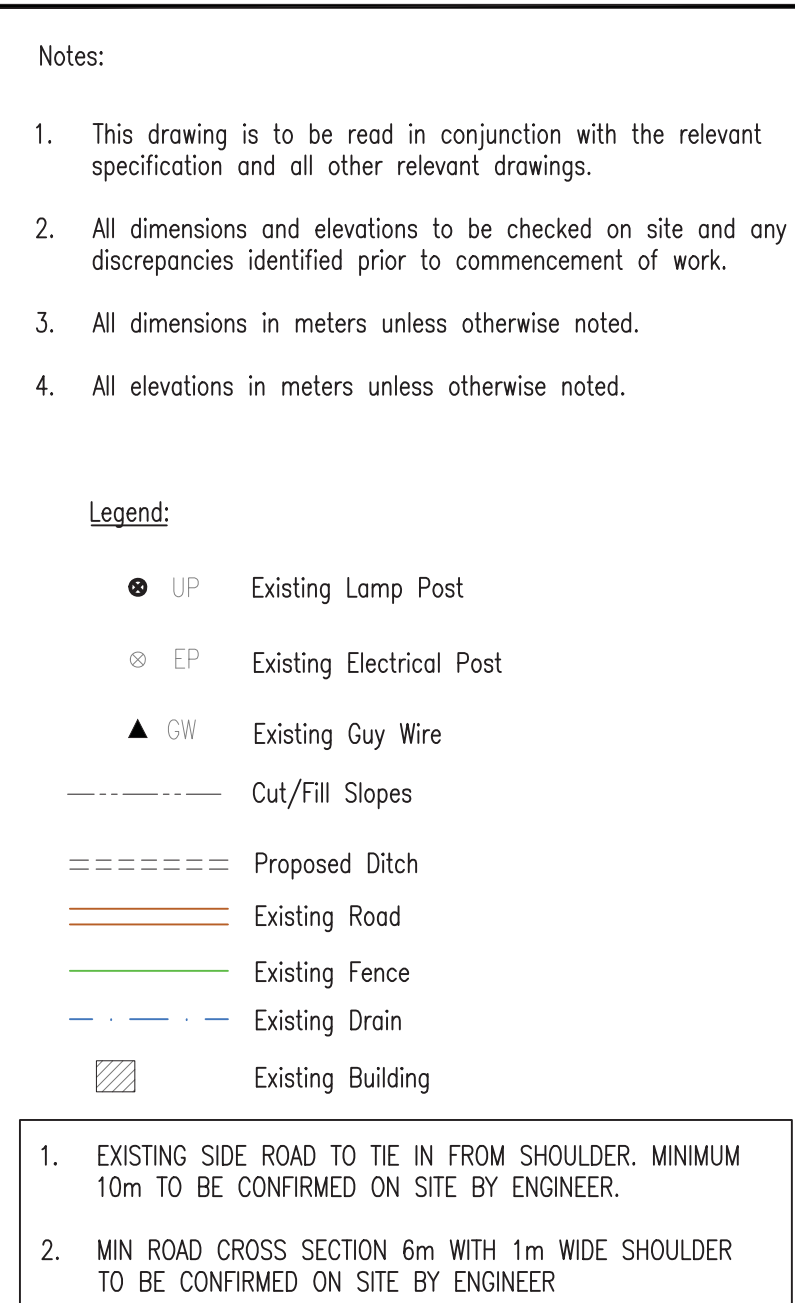 Notes:
1. This drawing is to be read in conjunction with the relevant
specification and all other relevant drawings.
2. All dimensions and elevations to be checked on site and any
discrepancies identified prior to commencement of work.
3. All dimensions in meters unless otherwise noted.
4. All elevations in meters unless otherwise noted.
Legend:
UP Existing Lamp Post
EP Existing Electrical Post
GW Existing Guy Wire
Cut/Fill Slopes
Proposed Ditch
Existing Road
Existing Fence
Existing Drain
Existing Building
1. EXISTING SIDE ROAD TO TIE IN FROM SHOULDER. MINIMUM
10m TO BE CONFIRMED ON SITE BY ENGINEER.
2. MIN ROAD CROSS SECTION 6m WITH 1m WIDE SHOULDER
TO BE CONFIRMED ON SITE BY ENGINEER